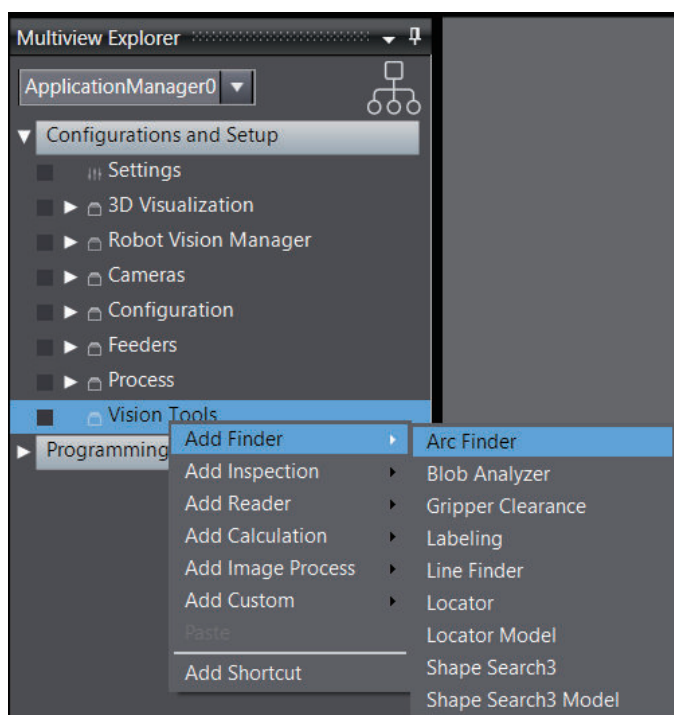 Multiview Explorer
ApplicationManager0
Configurations and Setup
Settings
3D Visualization
Robot Vision Manager
Cameras
Configuration
Feeders
Process
Vision Tools
Programming
Add Finder
Add Inspection
Add Reader
Add Calculation
Add Image Process
Add Custom
Paste
Add Shortcut
Arc Finder
Blob Analyzer
Gripper Clearance
Labeling
Line Finder
Locator
Locator Model
Shape Search3
Shape Search3 Model